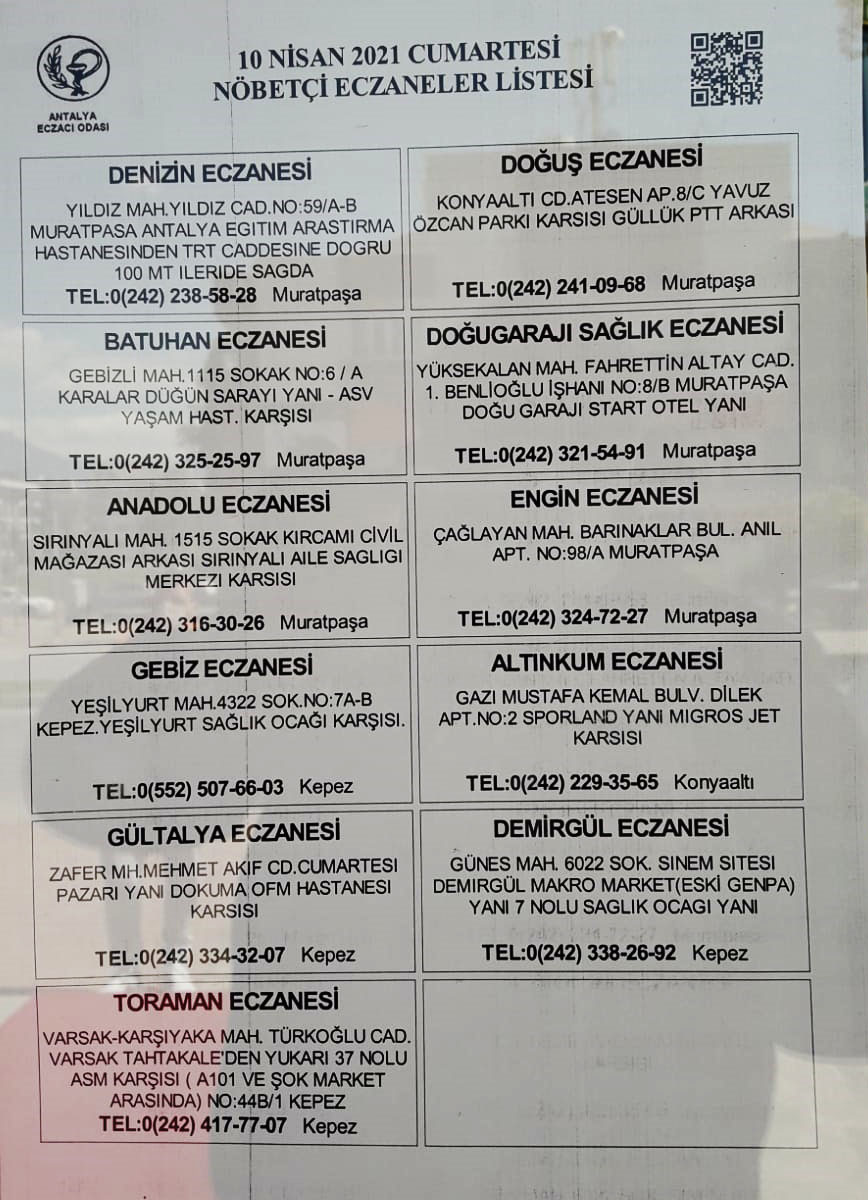 ANTALYA
ECZACI ODASI
10 NİSAN 2021 CUMARTESİ
NÖBETÇİ ECZANELER LİSTESİ
DENİZİN ECZANESİ
YILDIZ MAH.YILDIZ CAD.NO:59/A-B
MURATPASA ANTALYA EGITIM ARASTIRMA
HASTANESINDEN TRT CADDESINE DOGRU
100 MT ILERIDE SAGDA
TEL:0(242) 238-58-28 Muratpaşa
DOĞUŞ ECZANESİ
KONYAALTI CD.ATESEN AP.8/C YAVUZ
ÖZCAN PARKI KARSISI GÜLLÜK PTT ARKASI
TEL:0(242) 241-09-68 Muratpaşa
BATUHAN ECZANESİ
GEBİZLİ MAH.1115 SOKAK NO:6 / A
KARALAR DÜĞÜN SARAYI YANI - ASV
YAŞAM HAST. KARŞISI
TEL:0(242) 325-25-97 Muratpaşa
DOĞUGARAJI SAĞLIK ECZANESİ
YÜKSEKALAN MAH. FAHRETTİN ALTAY CAD.
1. BENLİOĞLU İŞHANI NO:8/B MURATPAŞA
DOĞU GARAJI START OTEL YANI
TEL:0(242) 321-54-91 Muratpaşa
ANADOLU ECZANESİ
SIRINYALI MAH. 1515 SOKAK KIRCAMI CİVİL
MAĞAZASI ARKASI SIRINYALI AILE SAGLIGI
MERKEZI KARSISI
TEL:0(242) 316-30-26 Muratpaşa
ENGİN ECZANESİ
ÇAĞLAYAN MAH. BARINAKLAR BUL. ANIL
APT. NO:98/A MURATPAŞA
TEL:0(242) 324-72-27 Muratpaşa
GEBİZ ECZANESİ
YEŞİLYURT MAH.4322 SOK.NO:7A-B
KEPEZ.YEŞİLYURT SAĞLIK OCAĞI KARŞISI.
TEL:0(552) 507-66-03 Kepez
ALTINKUM ECZANESİ
GAZI MUSTAFA KEMAL BULV. DİLEK
APT.NO:2 SPORLAND YANI MIGROS JET
KARSISI
TEL:0(242) 229-35-65 Konyaaltı
GÜLTALYA ECZANESİ
ZAFER MH.MEHMET AKIF CD.CUMARTESI
PAZARI YANI DOKUMA OFM HASTANESI
KARSISI
TEL:0(242) 334-32-07 Kepez
DEMİRGÜL ECZANESİ
GÜNES MAH. 6022 SOK. SINEM SITESI
DEMIRGÜL MAKRO MARKET(ESKİ GENPA)
YANI 7 NOLU SAGLIK OCAGI YANI
TEL:0(242) 338-26-92 Kepez
TORAMAN ECZANESİ
VARSAK-KARŞIYAKA MAH. TÜRKOĞLU CAD.
VARSAK TAHTAKALE'DEN YUKARI 37 NOLU
ASM KARŞISI ( A101 VE ŞOK MARKET
ARASINDA) NO:44B/1 KEPEZ
TEL:0(242) 417-77-07 Kepez